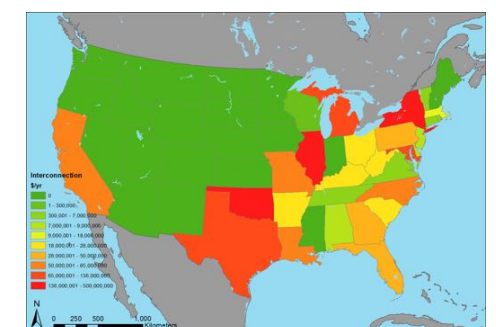 Interconnection
$/yr
0
1 - 300,000
300,001 - 7,000,000
7,000,001 - 9,000,000
9,000,001 - 18,000,000
18,000,001 - 28,000,000
28,000,001 - 50,000,000
50,000,001 - 65,000,000
65,000,001 - 130,000,000
130,000,001 - 500,000,000
N
0 250 500 1,000
Kilometers